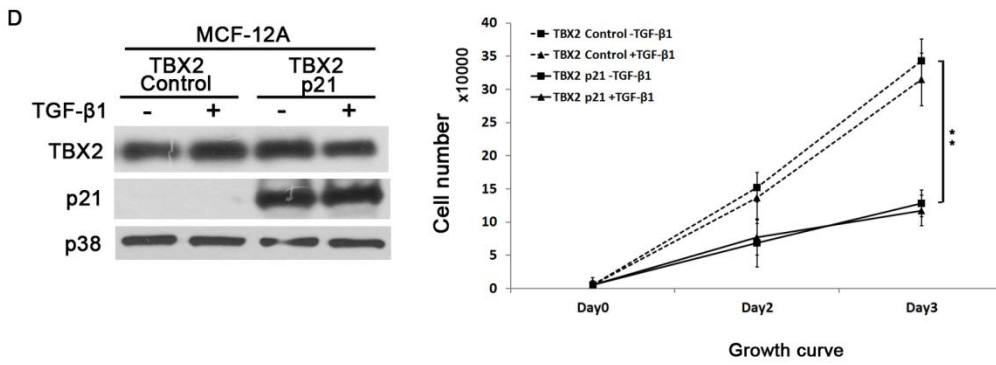 D
MCF-12A
TBX2 Control TBX2 p21
TGF-β1 - + - +
TBX2
p21
p38
Cell number
x10000
40
35
30
25
20
15
10
5
0
TBX2 Control -TGF-β1
TBX2 Control +TGF-β1
TBX2 p21 -TGF-β1
TBX2 p21 +TGF-β1
**
Day0 Day2 Day3
Growth curve